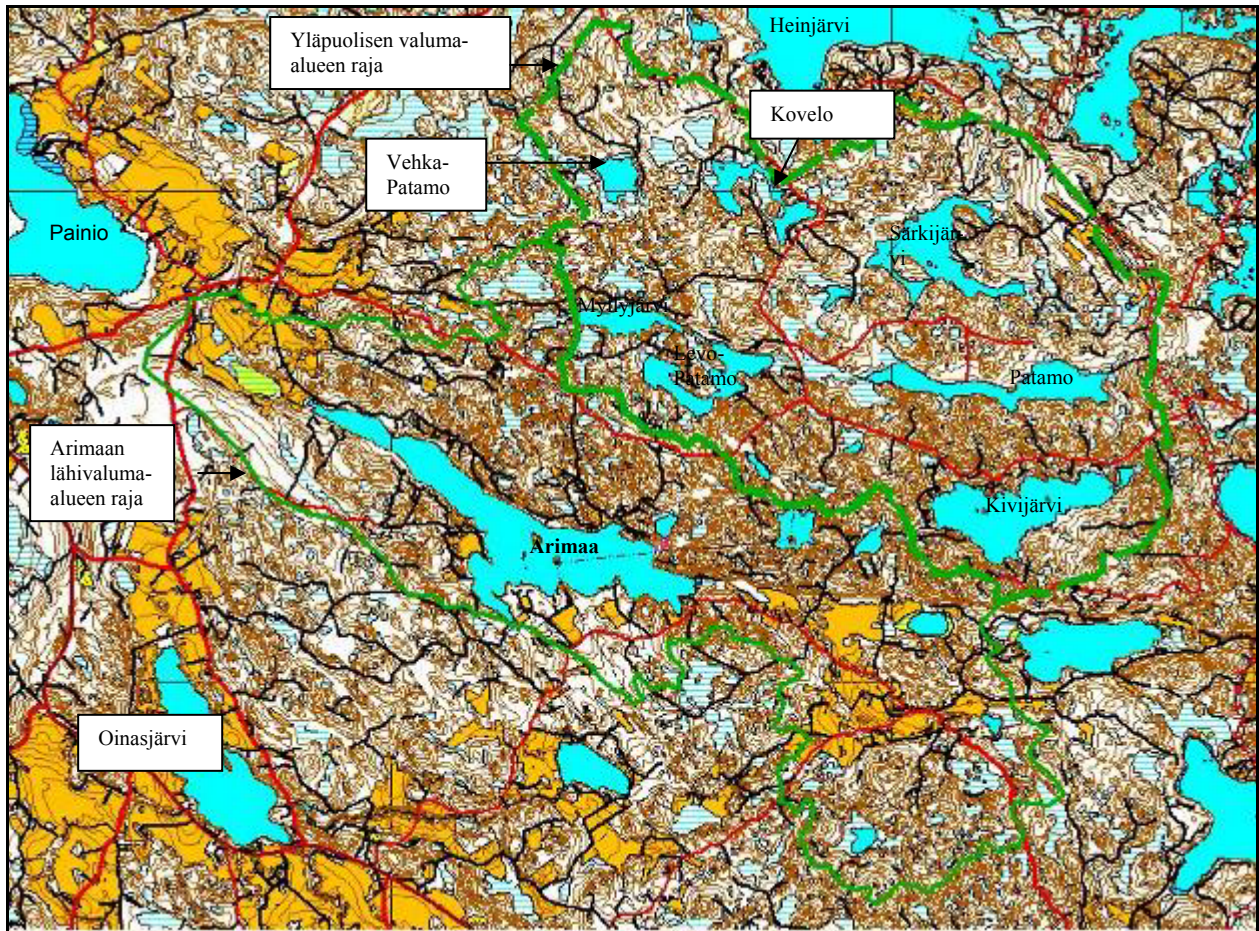 Heinjärvi
Yläpuolisen valuma-
alueen raja
Kovelo
Vehka-
Patamo
Painio
Särkijär
vi
Myllyjärvi
Levo-
Patamo
Patamo
Arimaan
lähivaluma-
alueen raja
Kivijärvi
Arimaa
Oinasjärvi